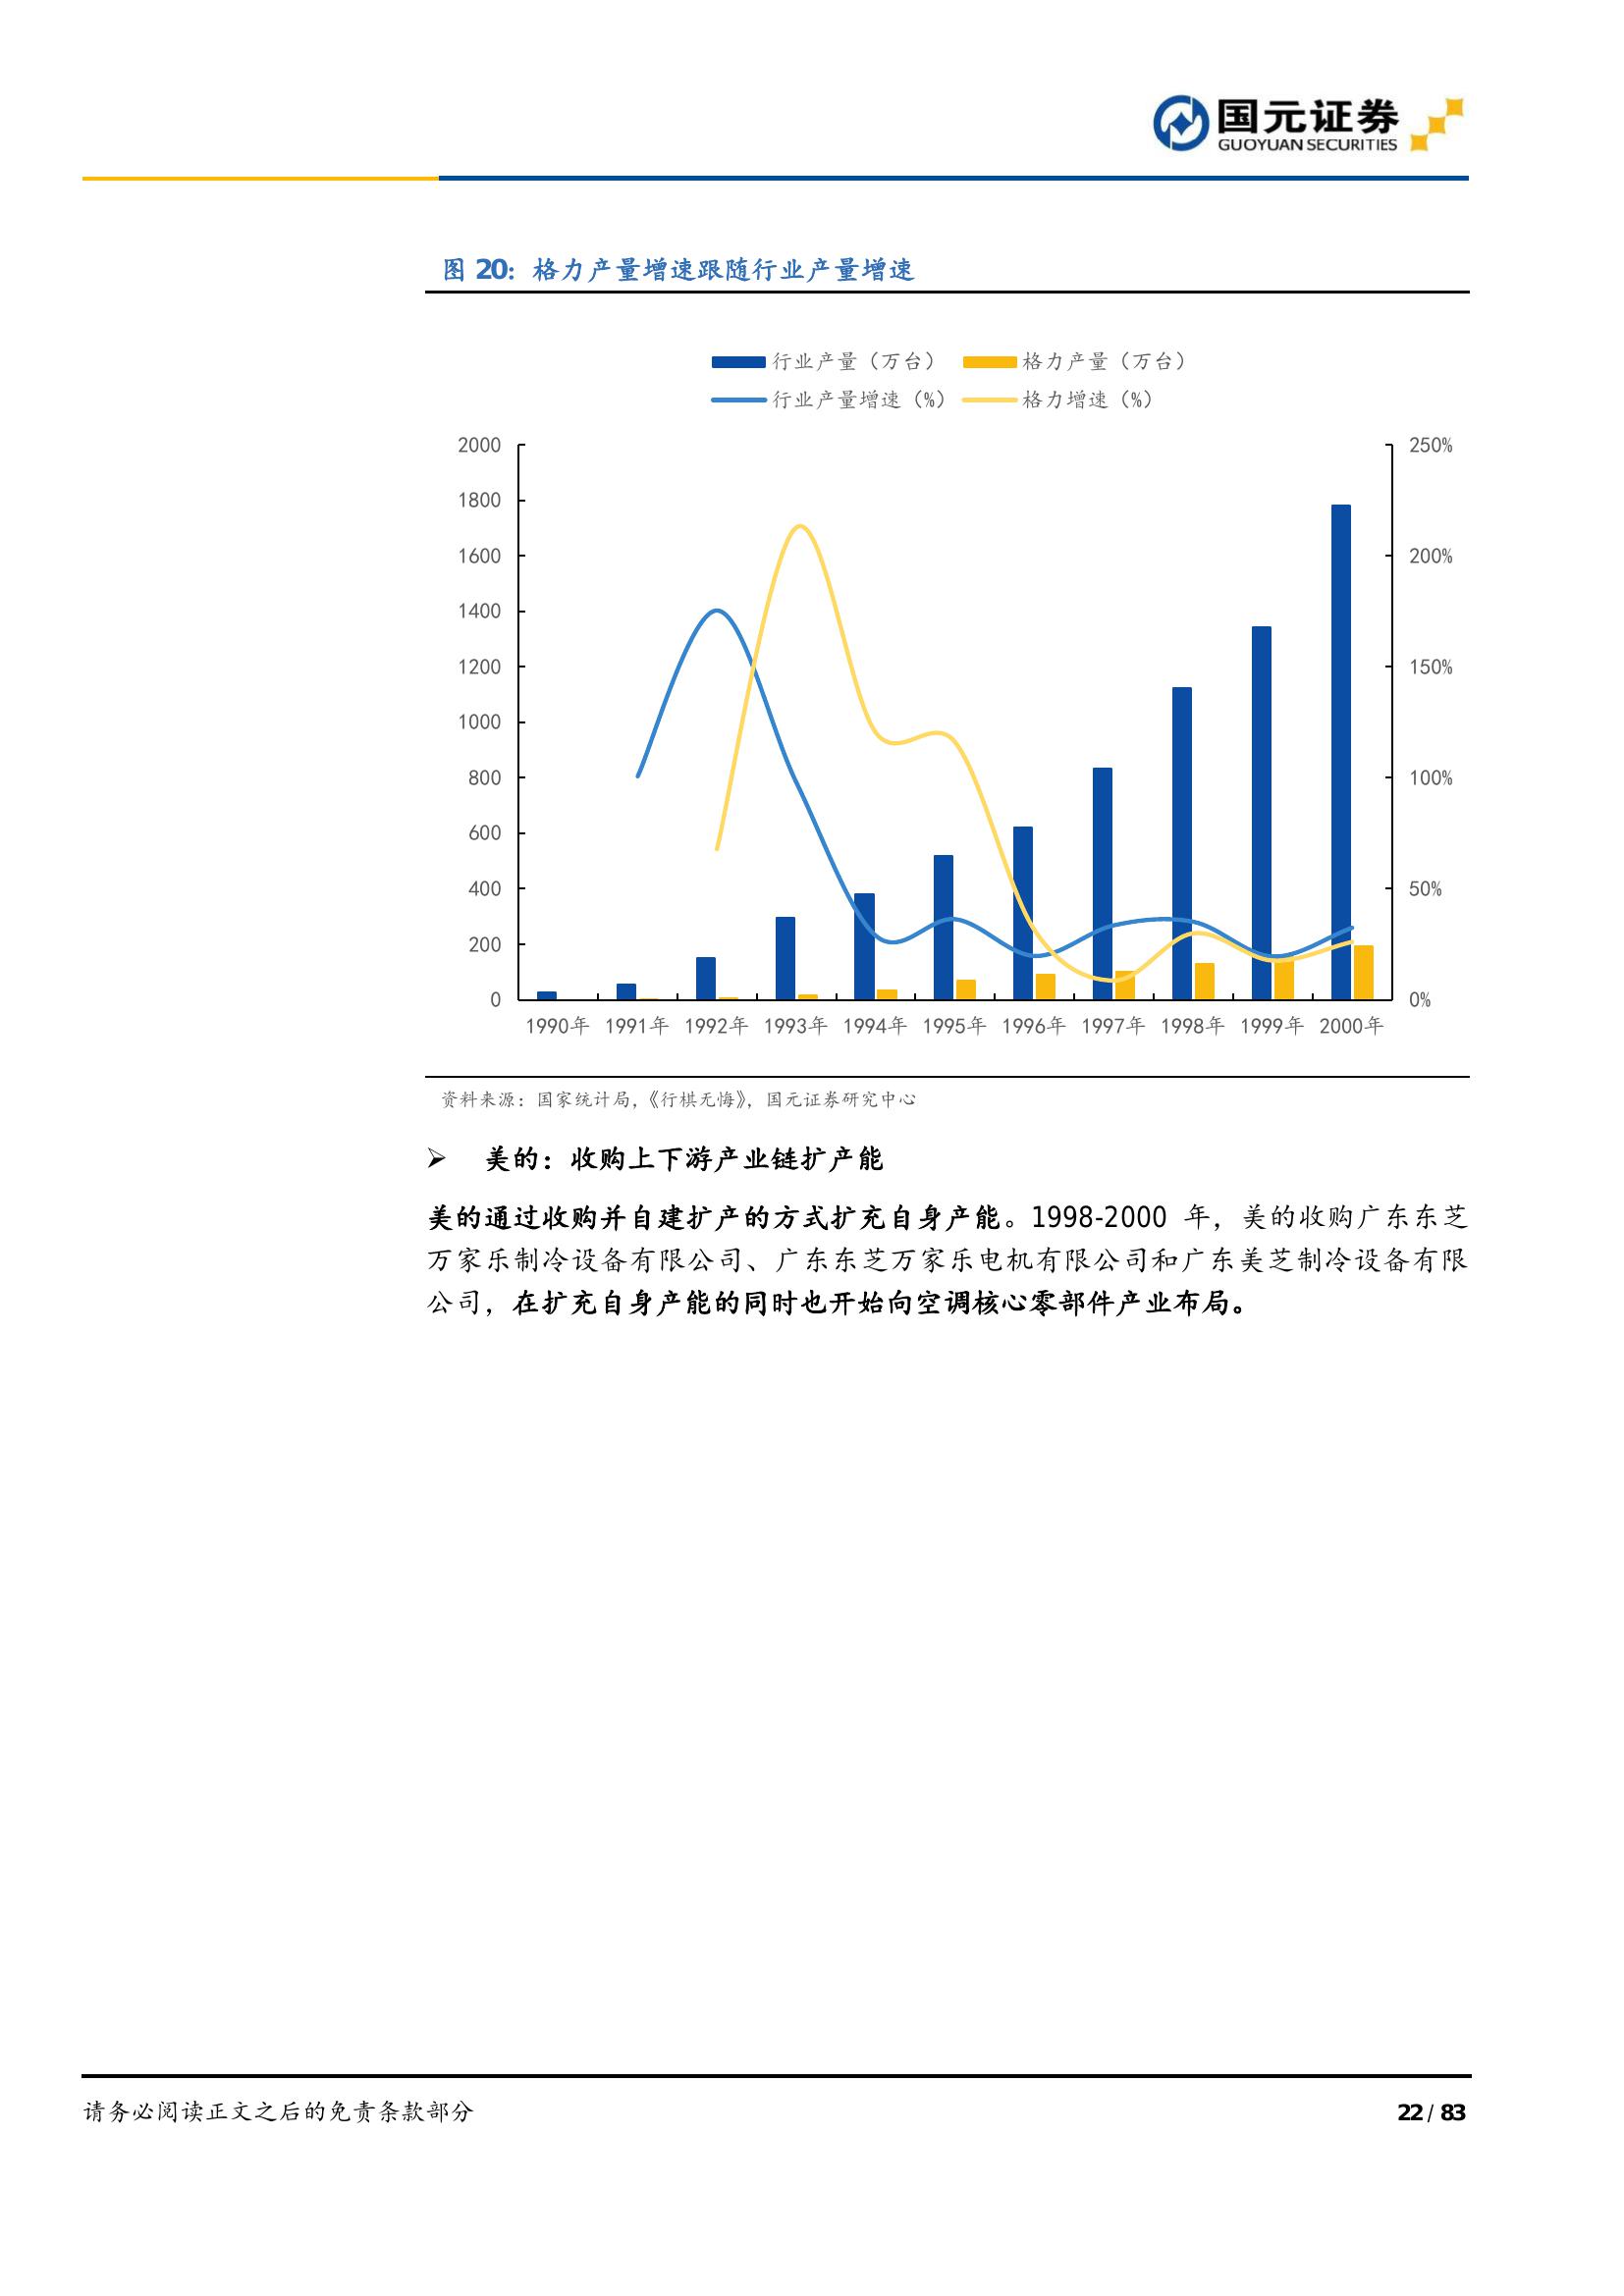 国元证券
GUOYUAN SECURITIES
图 20：格力产量增速跟随行业产量增速
行业产量（万台） 格力产量（万台）
行业产量增速（%） 格力增速（%）
2000 250%
1800
1600 200%
1400
1200 150%
1000
800 100%
600
400 50%
200
0 0%
1990年 1991年 1992年 1993年 1994年 1995年 1996年 1997年 1998年 1999年 2000年
资料来源：国家统计局，《行棋无悔》，国元证券研究中心
➢ 美的：收购上下游产业链扩产能
美的通过收购并自建扩产的方式扩充自身产能。1998-2000 年，美的收购广东东芝
万家乐制冷设备有限公司、广东东芝万家乐电机有限公司和广东美芝制冷设备有限
公司，在扩充自身产能的同时也开始向空调核心零部件产业布局。
请务必阅读正文之后的免责条款部分 22 / 83